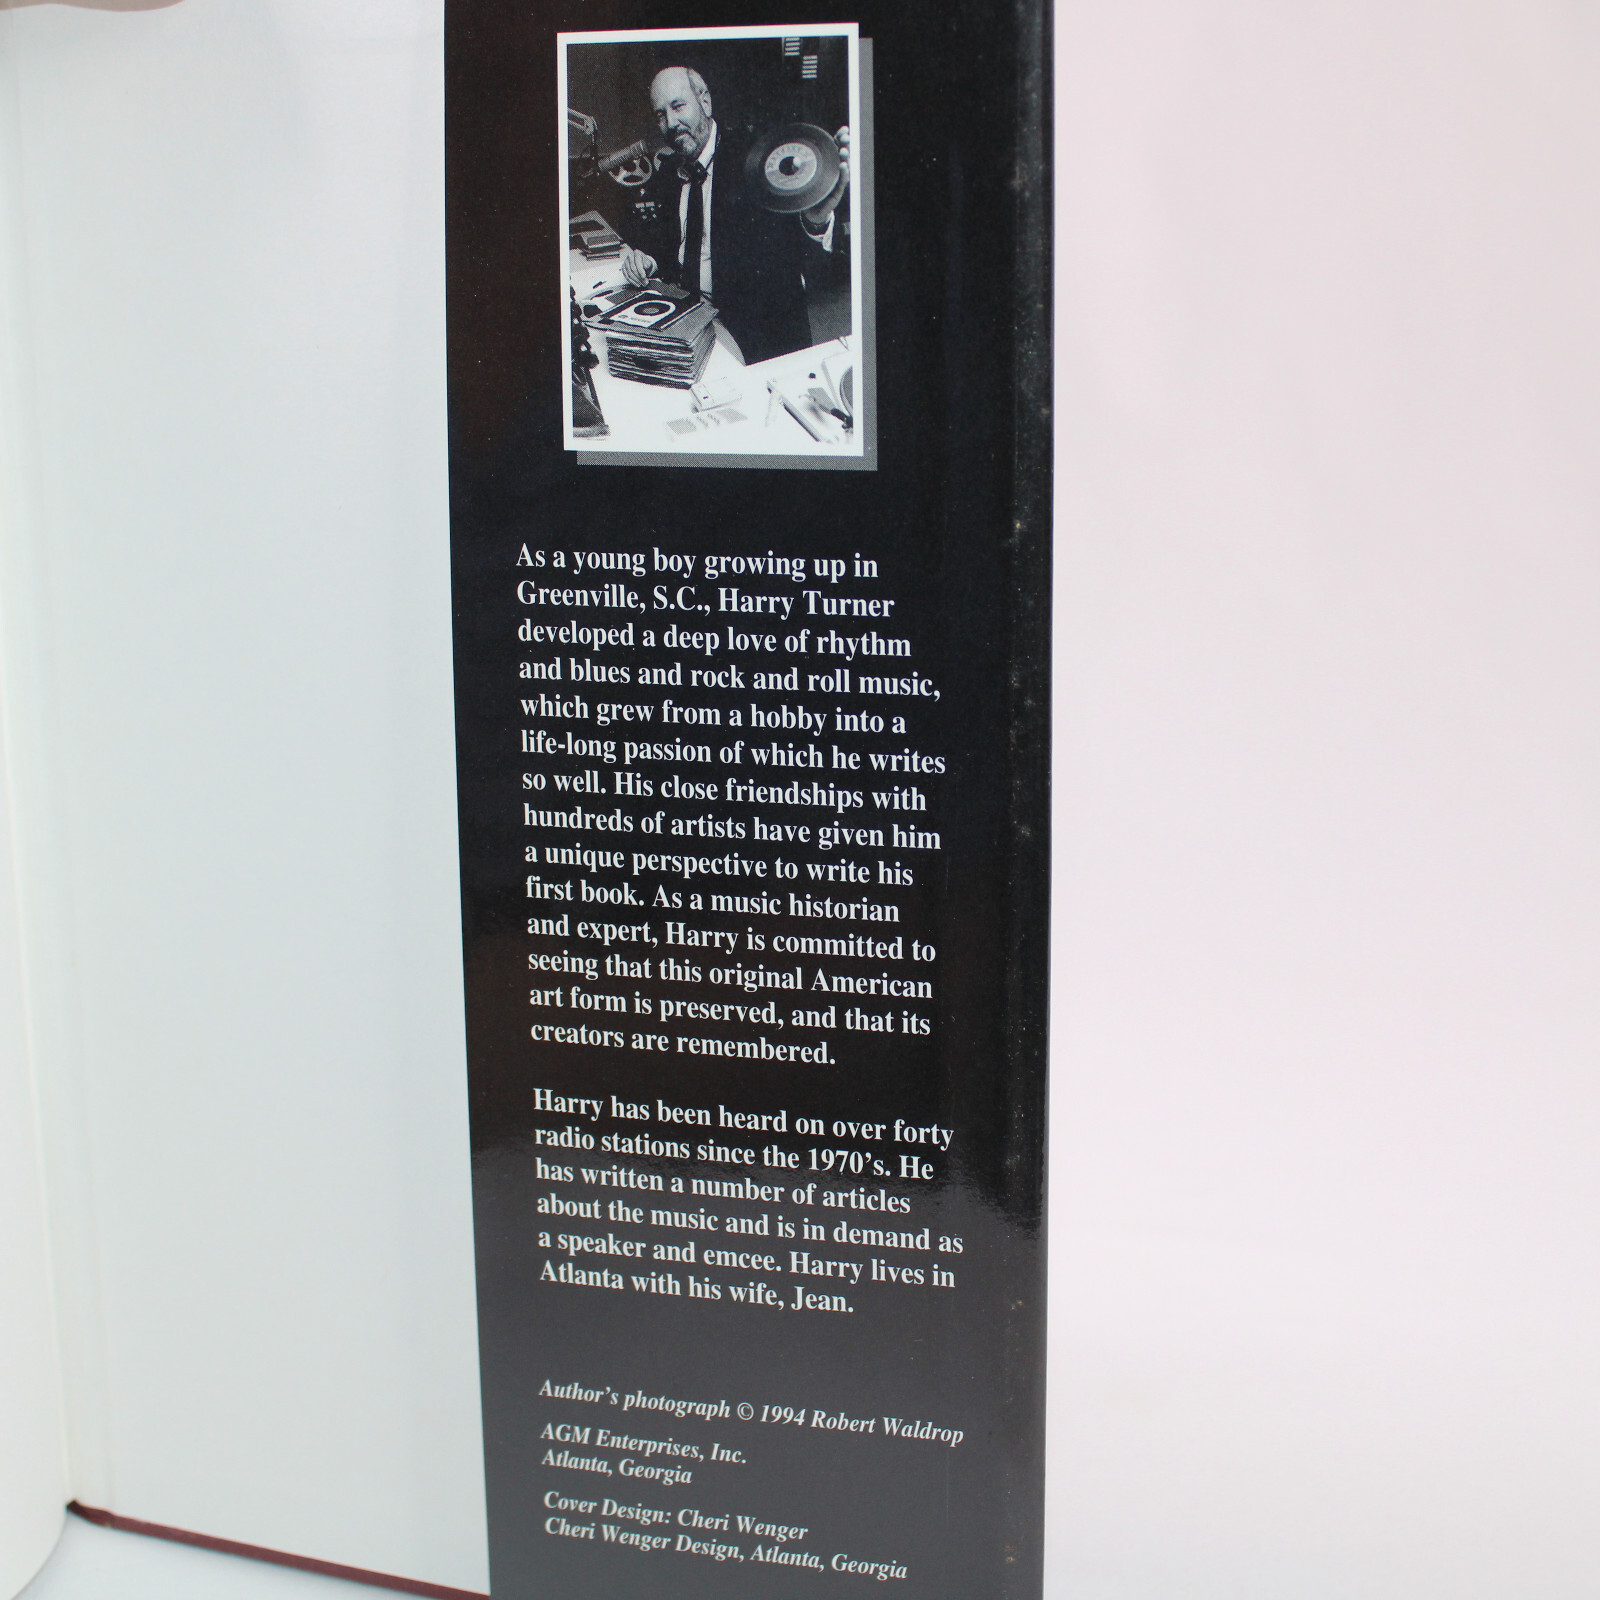 As a young boy growing up in
Greenville, S.C., Harry Turner
developed a deep love of rhythm
and blues and rock and roll music,
which grew from a hobby into a
life-long passion of which he writes
so well. His close friendships with
hundreds of artists have given him
a unique perspective to write his
first book. As a music historian
and expert, Harry is committed to
seeing that this original American
art form is preserved, and that its
creators are remembered.
Harry has been heard on over forty
radio stations since the 1970's. He
has written a number of articles
about the music and is in demand as
a speaker and emcee. Harry lives in
Atlanta with his wife, Jean.
Author's photograph © 1994 Robert Waldrop
AGM Enterprises, Inc.
Atlanta, Georgia
Cover Design: Cheri Wenger
Cheri Wenger Design, Atlanta, Georgia